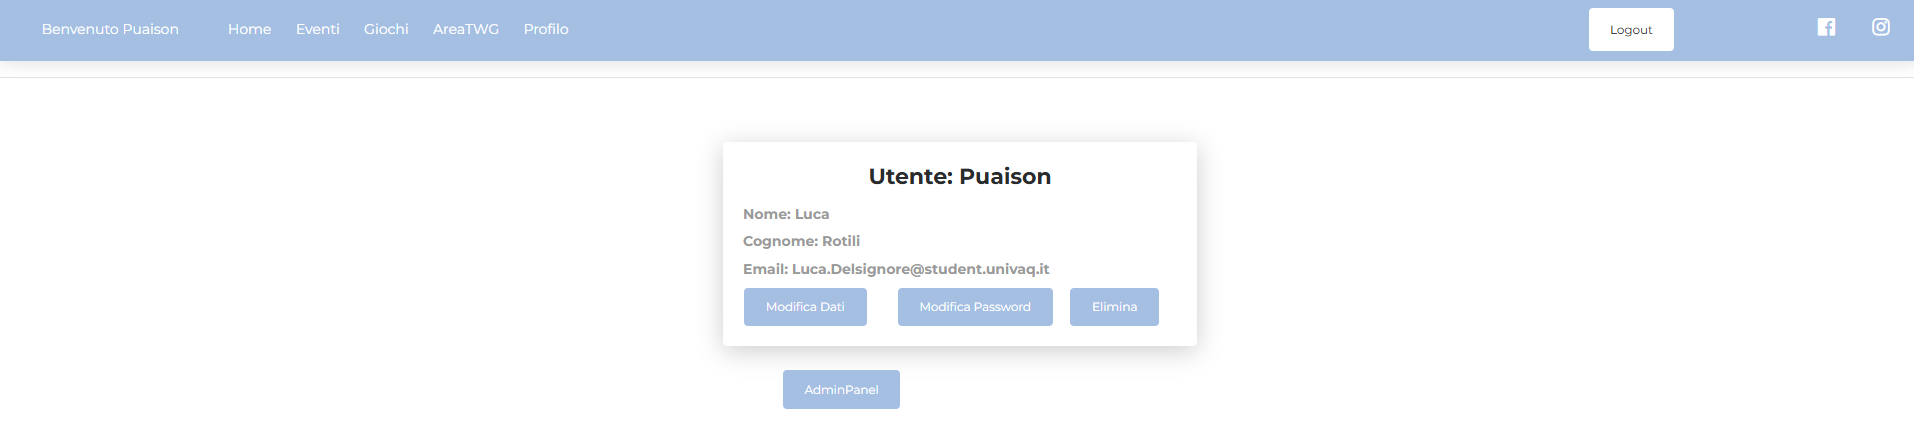 Benvenuto Puaison Home Eventi Giochi AreaTWG Profilo Logout
Utente: Puaison
Nome: Luca
Cognome: Rotili
Email: Luca.Delsignore@student.univaq.it
Modifica Dati Modifica Password Elimina
AdminPanel